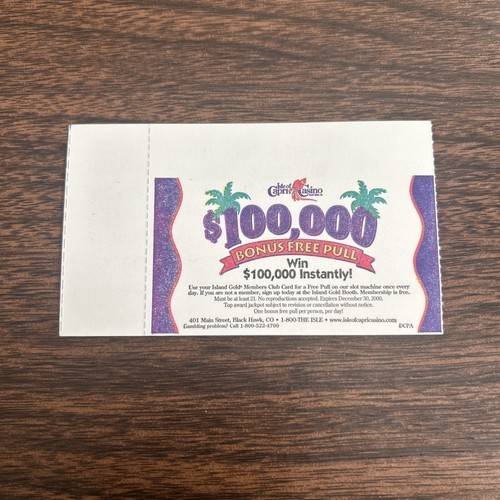 Isle of
Capri Casino
$100,000
BONUS FREE PULL
Win
$100,000 Instantly!
Use your Island Gold® Members Club Card for a Free Pull on our slot machine once every
day. If you are not a member, sign up today at the Island Gold Booth. Membership is free.
Must be at least 21. No reproductions accepted. Expires December 30, 2000.
Top award jackpot subject to revision or cancellation without notice.
One bonus free pull per person, per day!
401 Main Street, Black Hawk, CO • 1-800-THE ISLE • www.isleofcapricasino.com
Gambling problem? Call 1-800-522-4700 DCPA